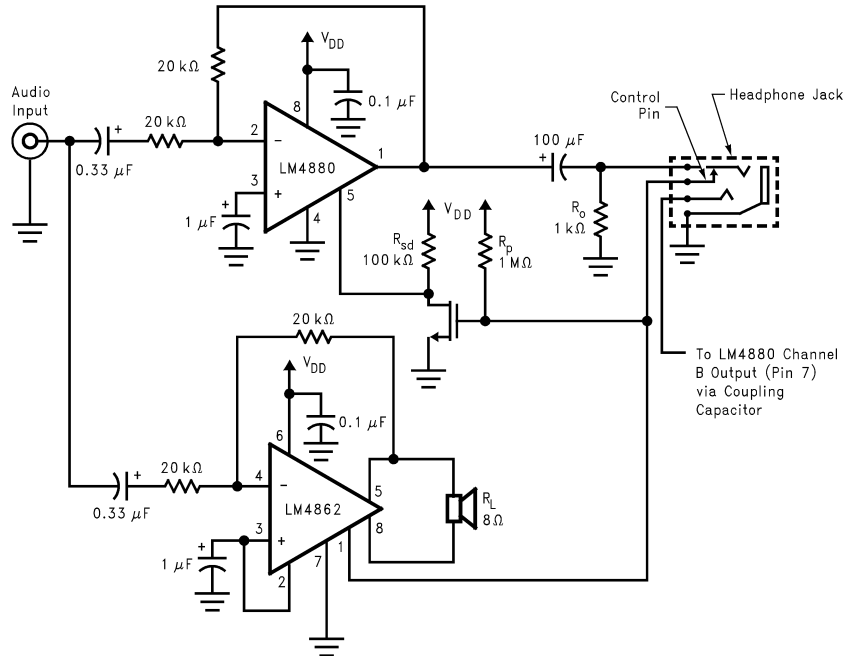 V_DD
20 kΩ
8
0.1 μF
Audio
Input
20 kΩ
+
0.33 μF
2
−
LM4880
1
3
+
5
4
+
1 μF
100 μF
+
Control
Pin
Headphone Jack
R_o
1 kΩ
V_DD
R_sd
100 kΩ
R_p
1 MΩ
20 kΩ
V_DD
0.1 μF
6
20 kΩ
+
0.33 μF
4
−
LM4862
5
8
3
+
1
7
2
+
1 μF
R_L
8Ω
To LM4880 Channel
B Output (Pin 7)
via Coupling
Capacitor